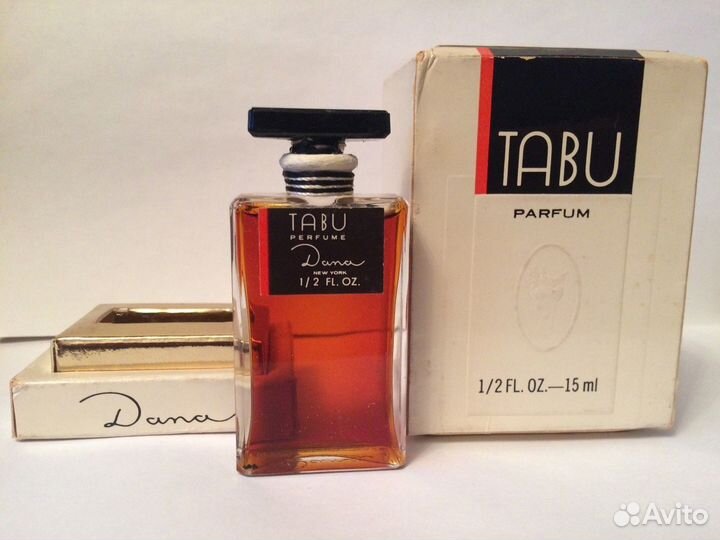 TABU
PERFUME
Dana
NEW YORK
1/2 FL. OZ.
Dana
TABU
PARFUM
1/2 FL. OZ.—15 ml
Avito